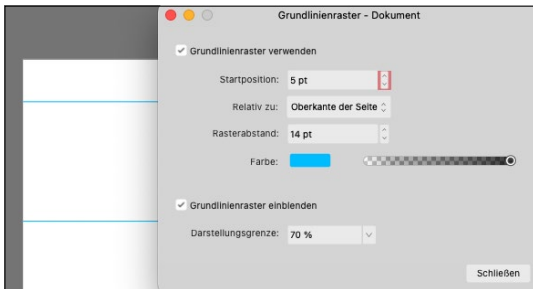 Grundlinienraster – Dokument
Grundlinienraster verwenden
Startposition: 5 pt
Relativ zu: Oberkante der Seite
Rasterabstand: 14 pt
Farbe:
Grundlinienraster einblenden
Darstellungsgrenze: 70 %
Schließen